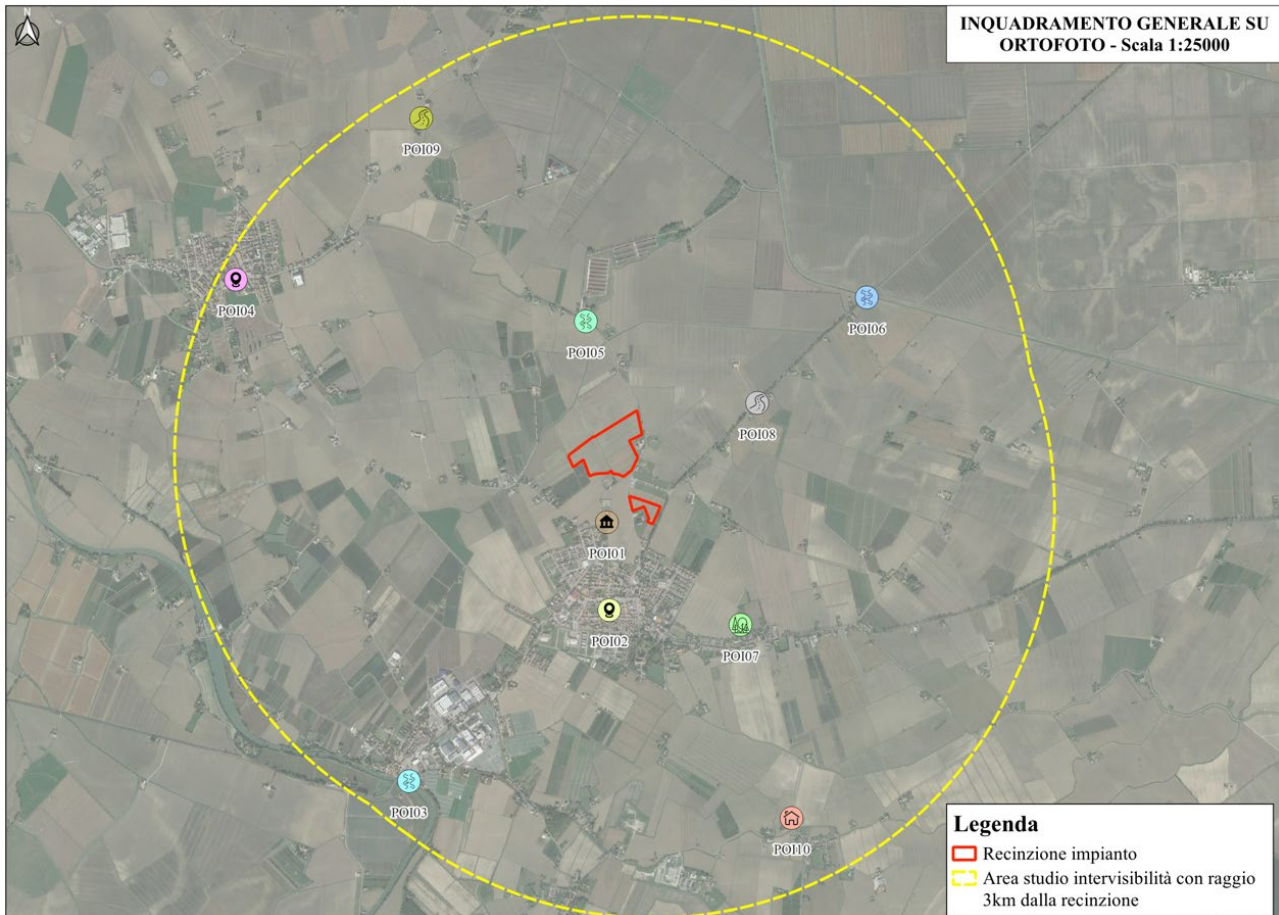 N
INQUADRAMENTO GENERALE SU
ORTOFOTO - Scala 1:25000
POI09
POI04
POI05
POI06
POI08
POI01
POI02
POI07
POI03
POI10
Legenda
Recinzione impianto
Area studio intervisibilità con raggio
3km dalla recinzione